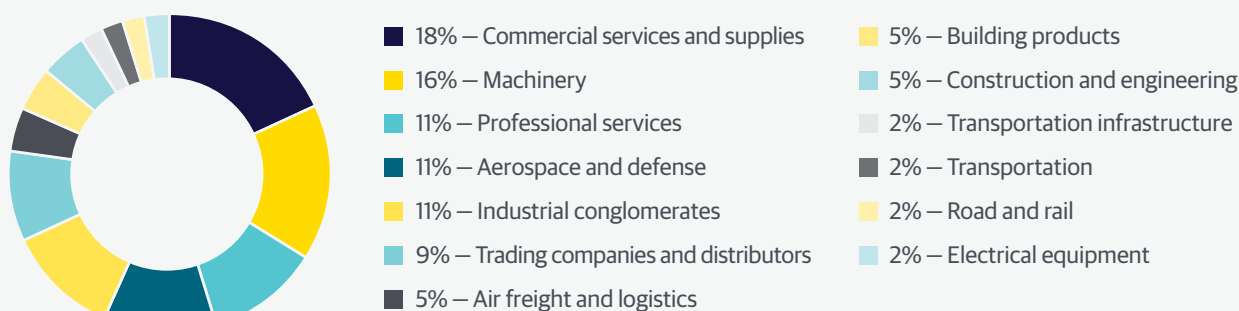 18% — Commercial services and supplies
16% — Machinery
11% — Professional services
11% — Aerospace and defense
11% — Industrial conglomerates
9% — Trading companies and distributors
5% — Air freight and logistics
5% — Building products
5% — Construction and engineering
2% — Transportation infrastructure
2% — Transportation
2% — Road and rail
2% — Electrical equipment